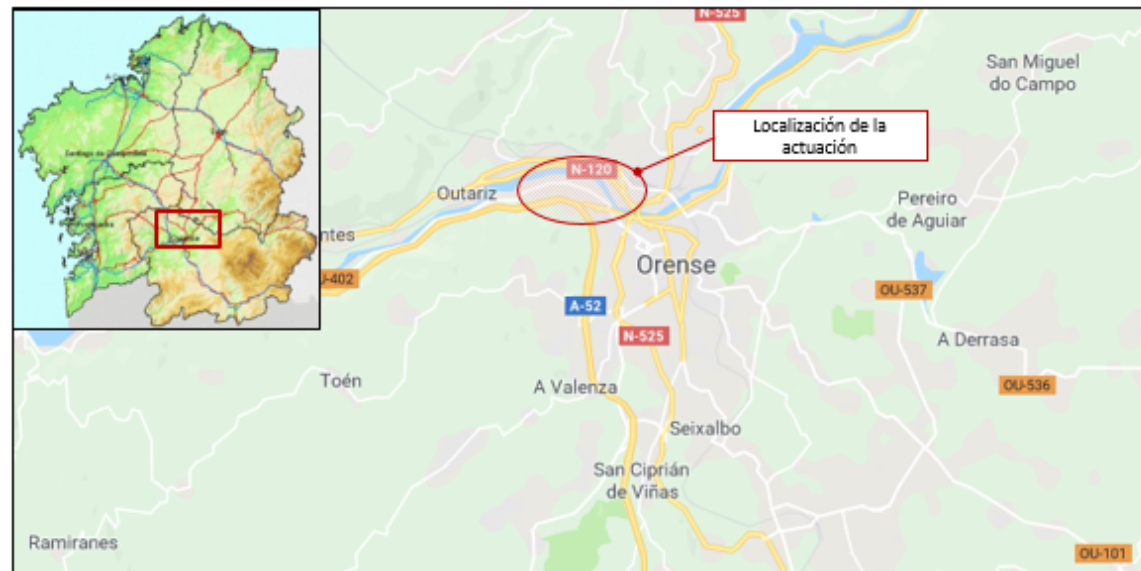 N-525
San Miguel
do Campo
Localización de la
actuación
N-120
Outariz
Pereiro
de Aguiar
ntes
Orense
U-402
OU-537
A-52
N-525
A Derrasa
Toén
A Valenza
OU-536
Seixalbo
San Ciprián
de Viñas
Ramiranes
OU-101